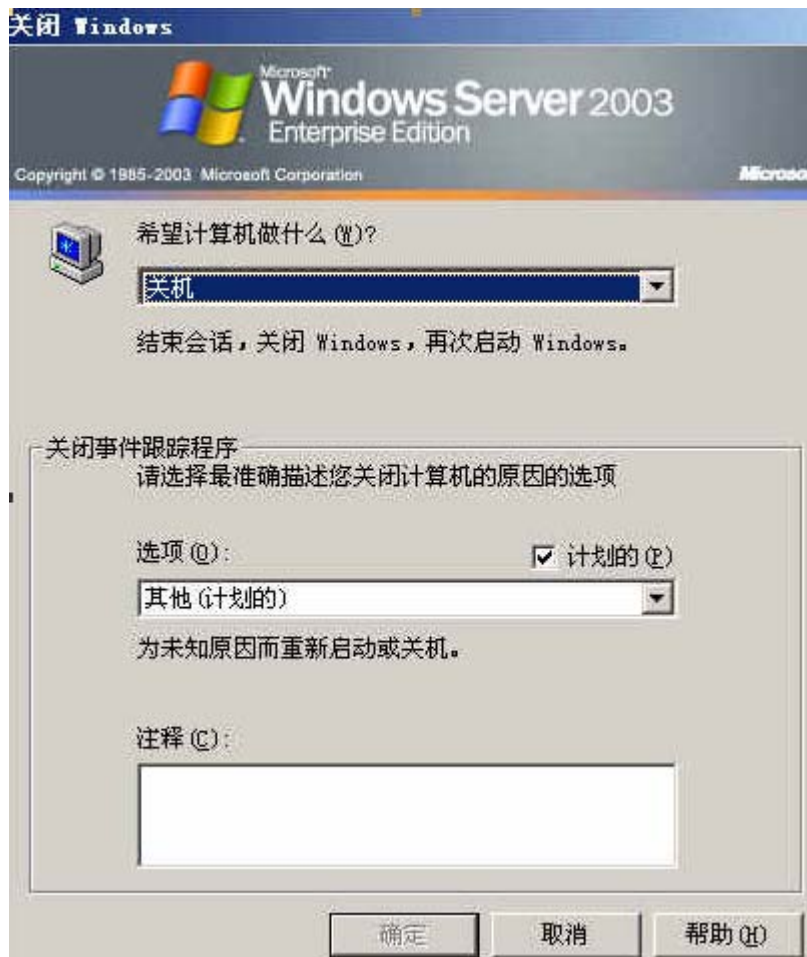 关闭 Windows
Microsoft
Windows Server 2003
Enterprise Edition
Copyright © 1985-2003 Microsoft Corporation
Microso
希望计算机做什么(W)?
关机
结束会话，关闭 Windows，再次启动 Windows。
关闭事件跟踪程序
请选择最准确描述您关闭计算机的原因的选项
选项(O):
计划的(P)
其他(计划的)
为未知原因而重新启动或关机。
注释(C):
确定
取消
帮助(H)